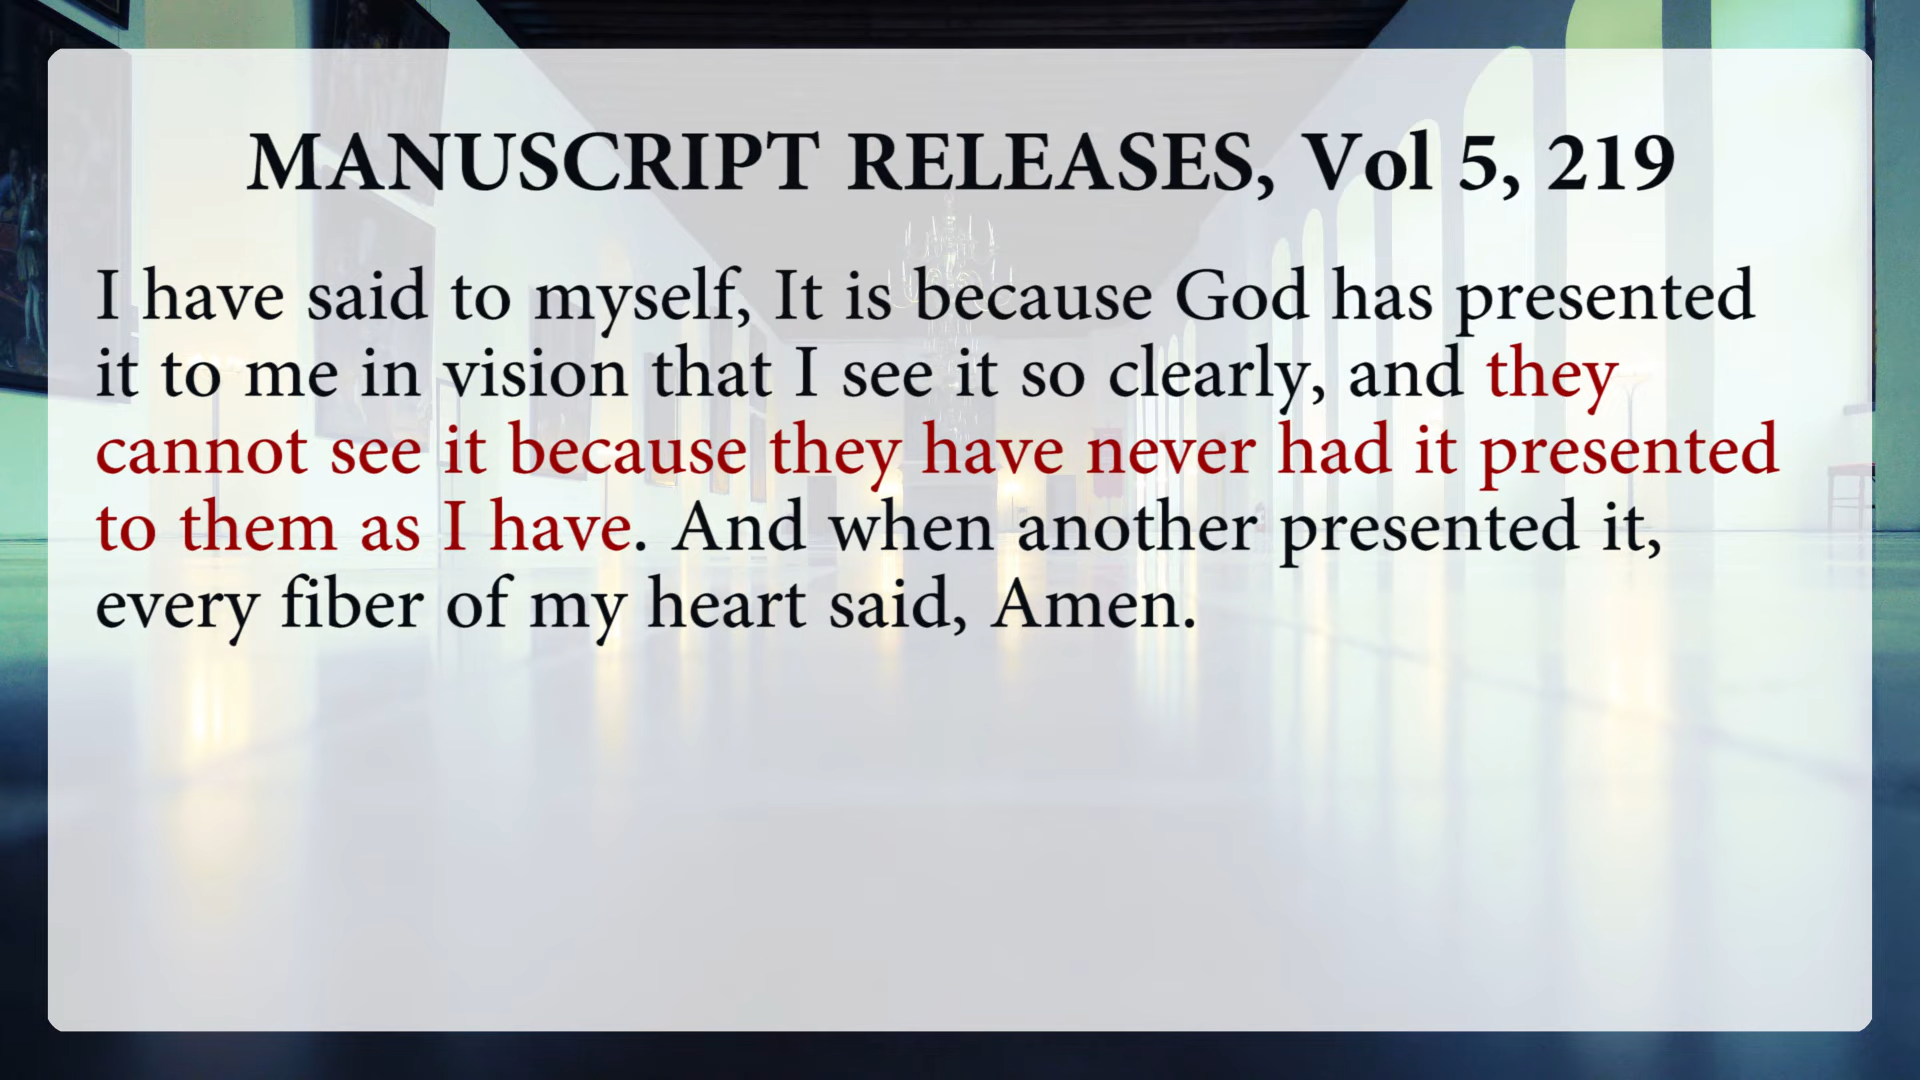 MANUSCRIPT RELEASES, Vol 5, 219
I have said to myself, It is because God has presented
it to me in vision that I see it so clearly, and they
cannot see it because they have never had it presented
to them as I have. And when another presented it,
every fiber of my heart said, Amen.